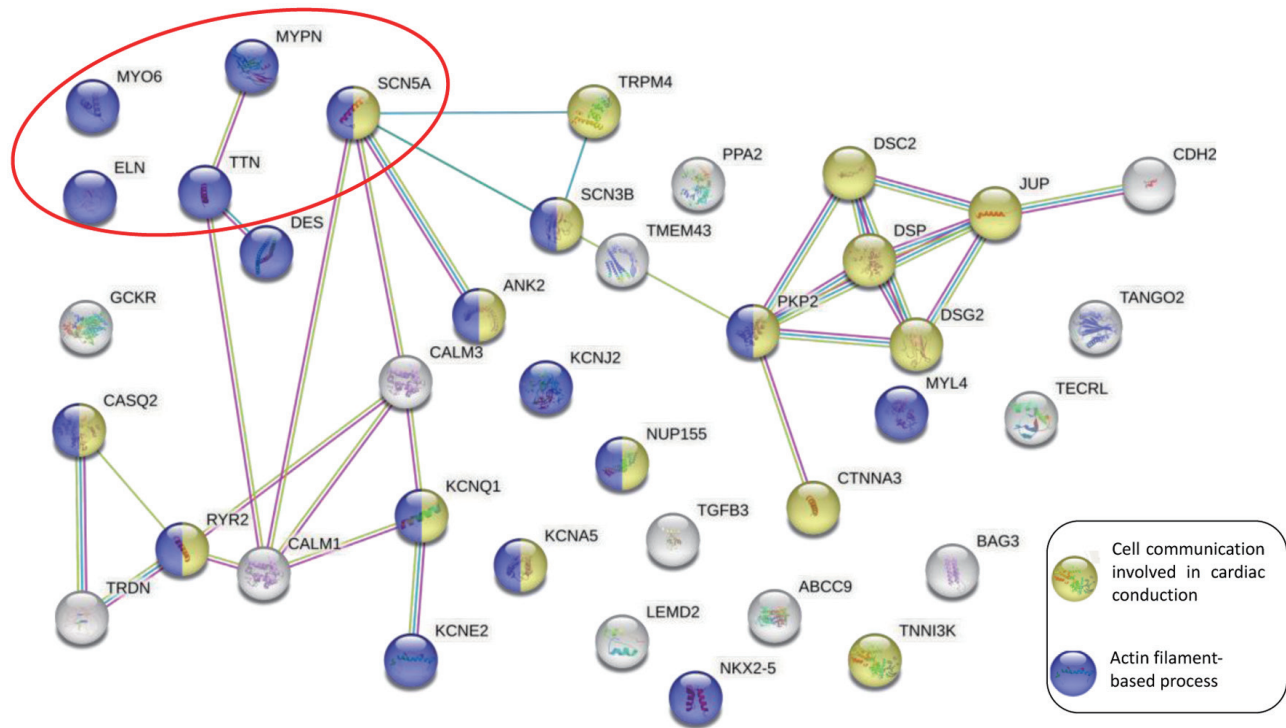 MYPN
MYO6
SCN5A
TRPM4
ELN
TTN
PPA2
DSC2
CDH2
JUP
SCN3B
DES
TMEM43
DSP
GCKR
ANK2
PKP2
DSG2
TANGO2
CALM3
KCNJ2
MYL4
TECRL
CASQ2
NUP155
CTNNA3
KCNQ1
RYR2
CALM1
KCNA5
TGFB3
BAG3
TRDN
LEMD2
ABCC9
KCNE2
TNNI3K
NKX2-5
Cell communication
involved in cardiac
conduction
Actin filament-
based process